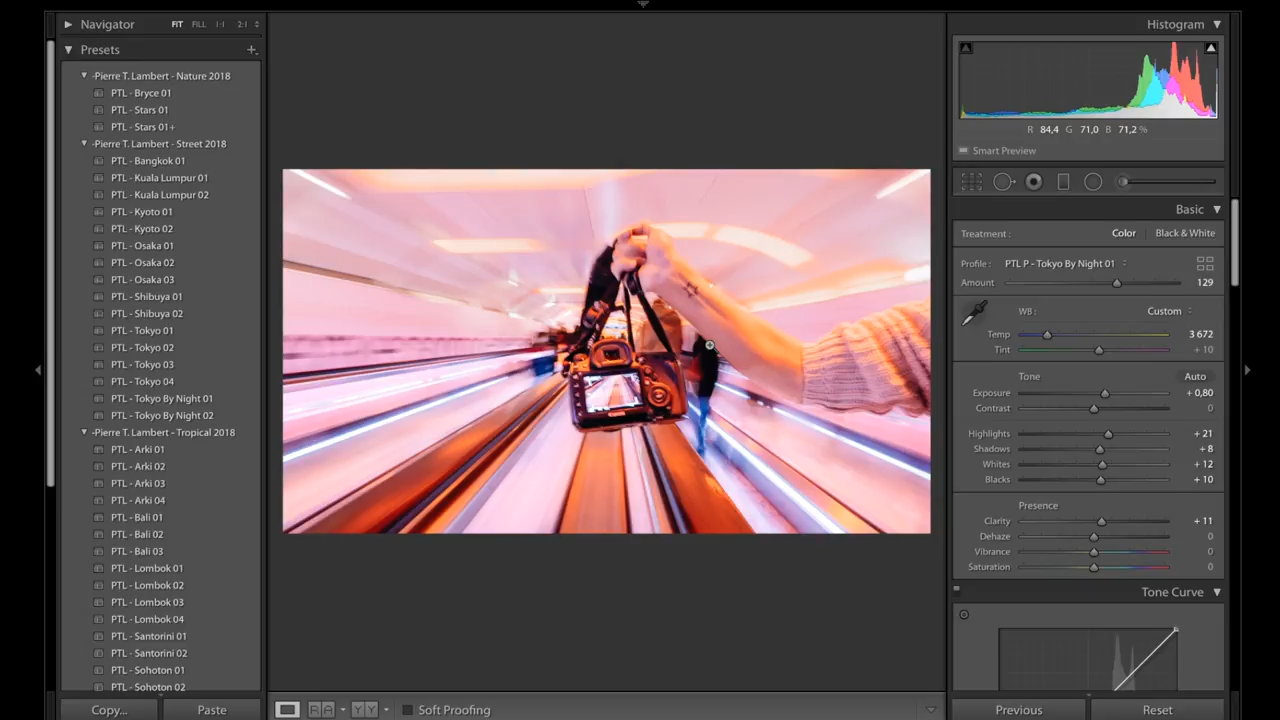 Navigator FIT FILL 1:1 2:1
Presets
-Pierre T. Lambert - Nature 2018
PTL - Bryce 01
PTL - Stars 01
PTL - Stars 01+
-Pierre T. Lambert - Street 2018
PTL - Bangkok 01
PTL - Kuala Lumpur 01
PTL - Kuala Lumpur 02
PTL - Kyoto 01
PTL - Kyoto 02
PTL - Osaka 01
PTL - Osaka 02
PTL - Osaka 03
PTL - Shibuya 01
PTL - Shibuya 02
PTL - Tokyo 01
PTL - Tokyo 02
PTL - Tokyo 03
PTL - Tokyo 04
PTL - Tokyo By Night 01
PTL - Tokyo By Night 02
-Pierre T. Lambert - Tropical 2018
PTL - Arki 01
PTL - Arki 02
PTL - Arki 03
PTL - Arki 04
PTL - Bali 01
PTL - Bali 02
PTL - Bali 03
PTL - Lombok 01
PTL - Lombok 02
PTL - Lombok 03
PTL - Lombok 04
PTL - Santorini 01
PTL - Santorini 02
PTL - Sohoton 01
PTL - Sohoton 02
Copy... Paste
Canon
R A Y Y Soft Proofing
Histogram
R 84,4 G 71,0 B 71,2 %
Smart Preview
Basic
Treatment : Color Black & White
Profile : PTL P - Tokyo By Night 01
Amount 129
WB : Custom
Temp 3 672
Tint + 10
Tone Auto
Exposure + 0,80
Contrast 0
Highlights + 21
Shadows + 8
Whites + 12
Blacks + 10
Presence
Clarity + 11
Dehaze 0
Vibrance 0
Saturation 0
Tone Curve
Previous Reset